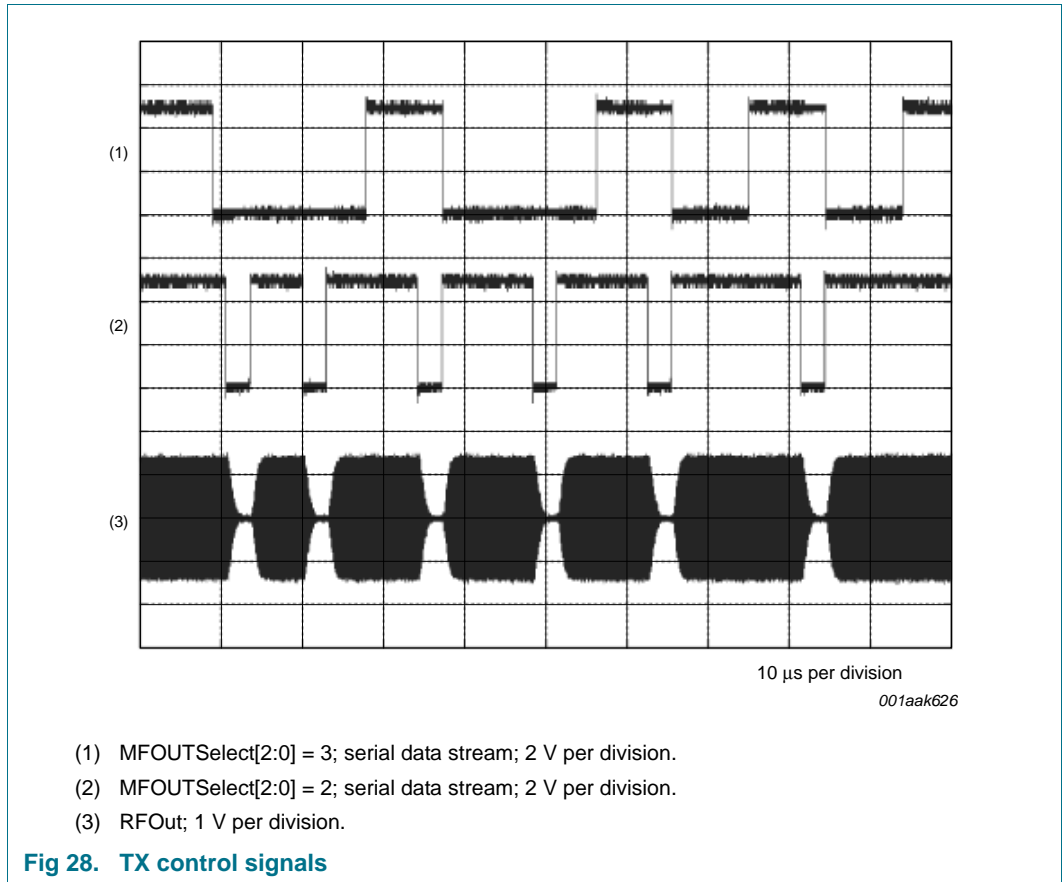 (1)
(2)
(3)
10 μs per division
001aak626
(1) MFOUTSelect[2:0] = 3; serial data stream; 2 V per division.
(2) MFOUTSelect[2:0] = 2; serial data stream; 2 V per division.
(3) RFOut; 1 V per division.
Fig 28. TX control signals